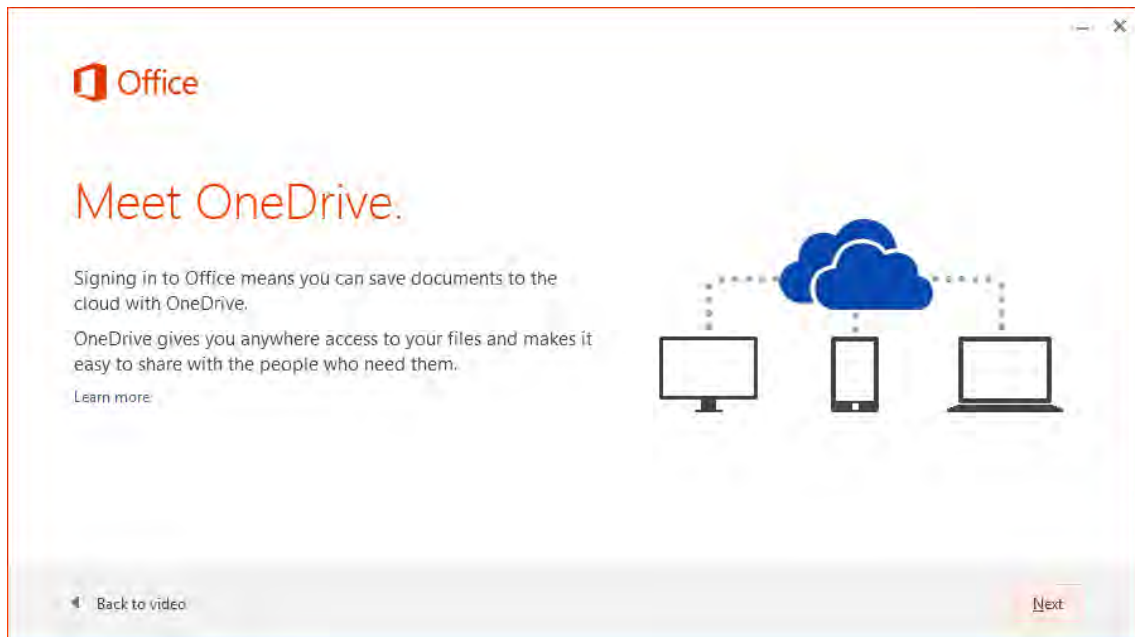 Office
Meet OneDrive.
Signing in to Office means you can save documents to the
cloud with OneDrive.
OneDrive gives you anywhere access to your files and makes it
easy to share with the people who need them.
Learn more
Back to video
Next